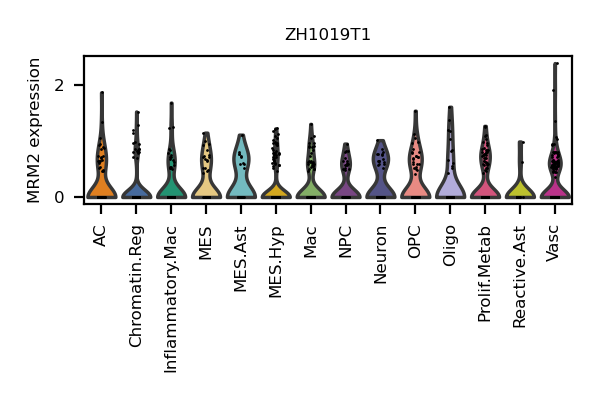 ZH1019T1
MRM2 expression
2
0
AC
Chromatin.Reg
Inflammatory.Mac
MES
MES.Ast
MES.Hyp
Mac
NPC
Neuron
OPC
Oligo
Prolif.Metab
Reactive.Ast
Vasc